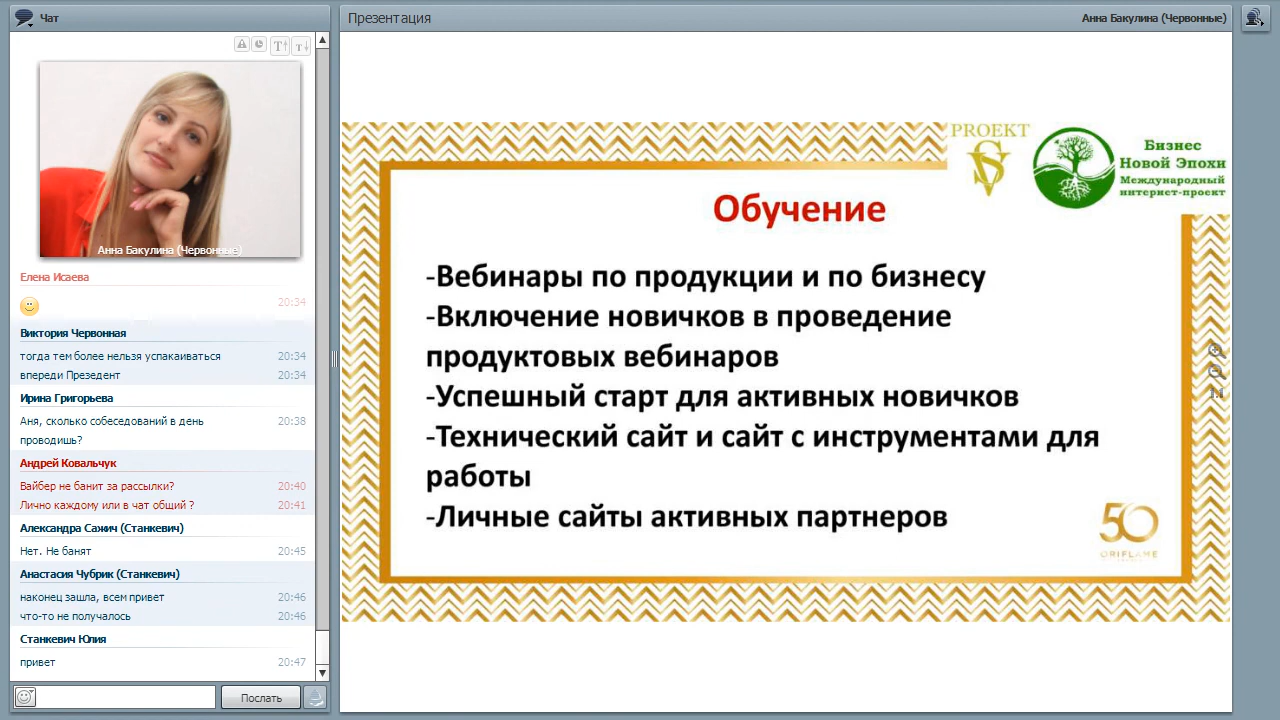 Чат
Анна Бакулина (Червонные)
Елена Исаева
20:34
Виктория Червонная
тогда тем более нельзя успакаиваться 20:34
впереди Презедент 20:34
Ирина Григорьева
Аня, сколько собеседований в день 20:38
проводишь?
Андрей Ковальчук
Вайбер не банит за рассылки? 20:40
Лично каждому или в чат общий ? 20:41
Александра Сажич (Станкевич)
Нет. Не банят 20:45
Анастасия Чубрик (Станкевич)
наконец зашла, всем привет 20:46
что-то не получалось 20:46
Станкевич Юлия
привет 20:47
Послать
Презентация
Анна Бакулина (Червонные)
PROEKT
SV
Бизнес
Новой Эпохи
Международный
интернет-проект
Обучение
-Вебинары по продукции и по бизнесу
-Включение новичков в проведение
продуктовых вебинаров
-Успешный старт для активных новичков
-Технический сайт и сайт с инструментами для
работы
-Личные сайты активных партнеров
50
ORIFLAME
1:1